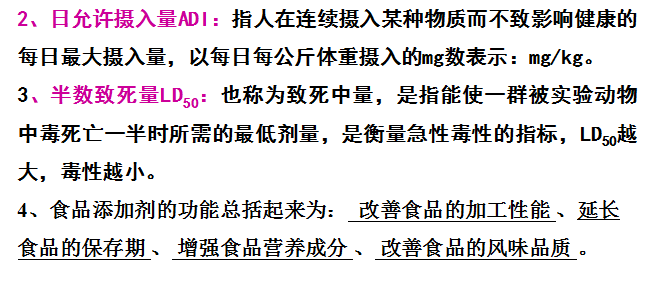 2、日允许摄入量ADI：指人在连续摄入某种物质而不致影响健康的
每日最大摄入量，以每日每公斤体重摄入的mg数表示：mg/kg。
3、半数致死量LD50：也称为致死中量，是指能使一群被实验动物
中毒死亡一半时所需的最低剂量，是衡量急性毒性的指标，LD50越
大，毒性越小。
4、食品添加剂的功能总括起来为： 改善食品的加工性能 、延长
食品的保存期 、 增强食品营养成分 、 改善食品的风味品质 。